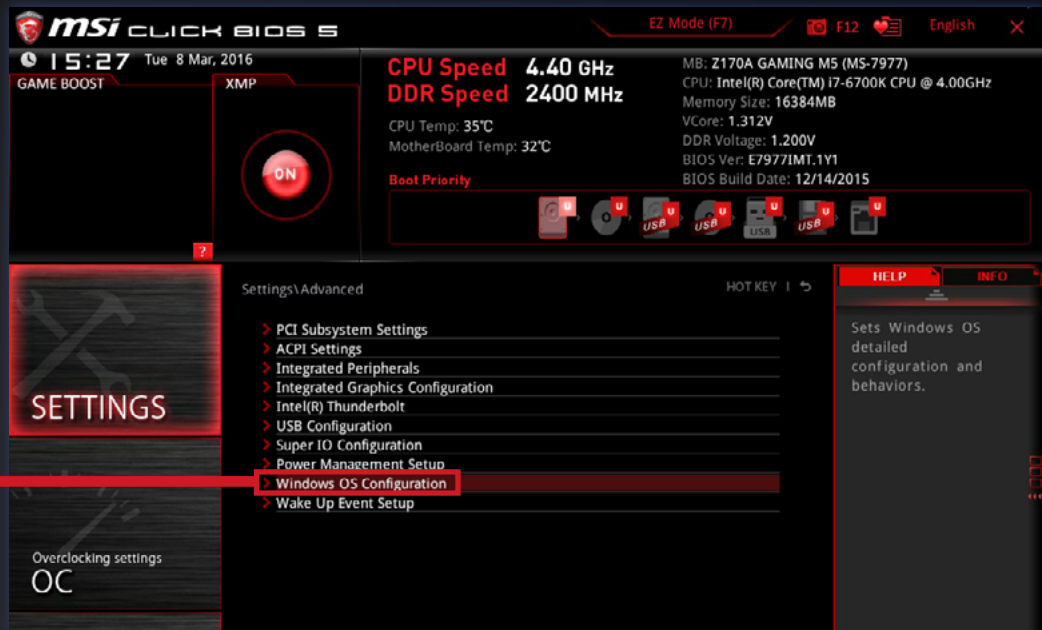 msi CLICK BIOS 5
EZ Mode (F7)
: F12
English
15:27 Tue 8 Mar, 2016
GAME BOOST
XMP
ON
?
CPU Speed 4.40 GHz
DDR Speed 2400 MHz
CPU Temp: 35℃
MotherBoard Temp: 32℃
Boot Priority
MB: Z170A GAMING M5 (MS-7977)
CPU: Intel(R) Core(TM) i7-6700K CPU @ 4.00GHz
Memory Size: 16384MB
VCore: 1.312V
DDR Voltage: 1.200V
BIOS Ver: E7977IMT.1Y1
BIOS Build Date: 12/14/2015
U U U U U U U
USB USB USB USB
SETTINGS
Overclocking settings
OC
Settings\Advanced
HOT KEY |
PCI Subsystem Settings
ACPI Settings
Integrated Peripherals
Integrated Graphics Configuration
Intel(R) Thunderbolt
USB Configuration
Super IO Configuration
Power Management Setup
Windows OS Configuration
Wake Up Event Setup
HELP
INFO
Sets Windows OS
detailed
configuration and
behaviors.